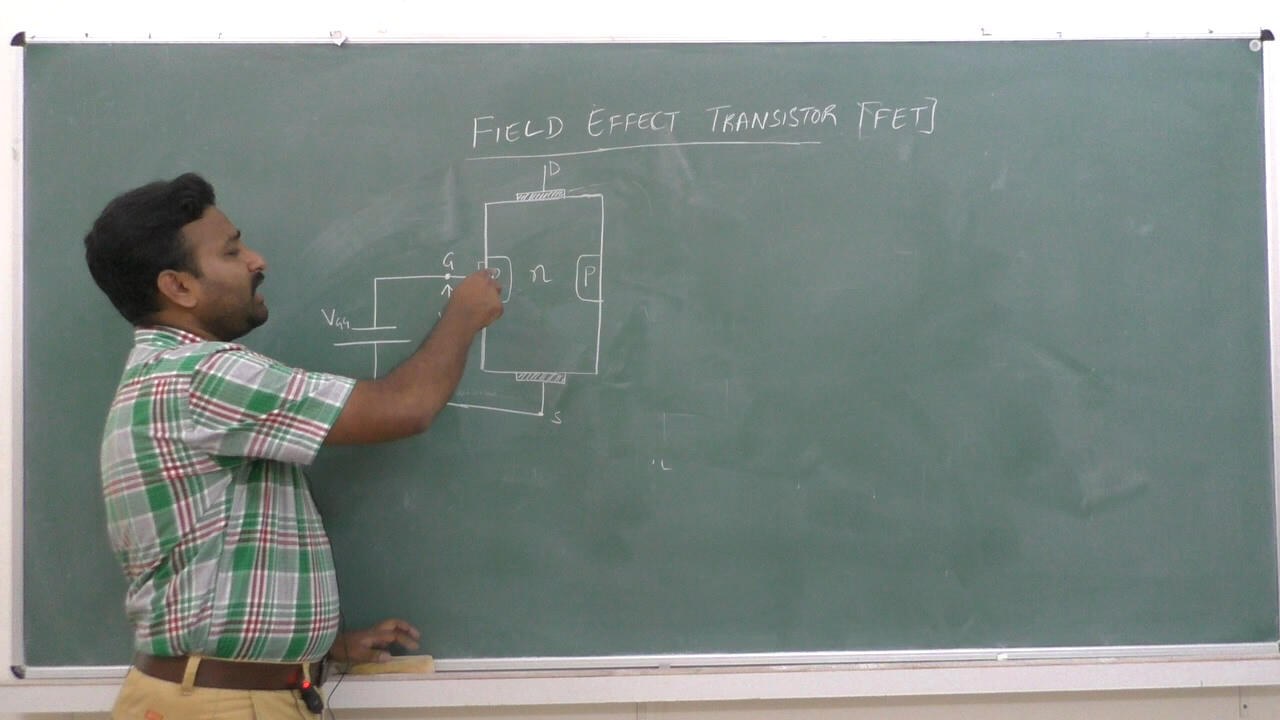 FIELD EFFECT TRANSISTOR [FET]
D
G
P n P
VGG
S